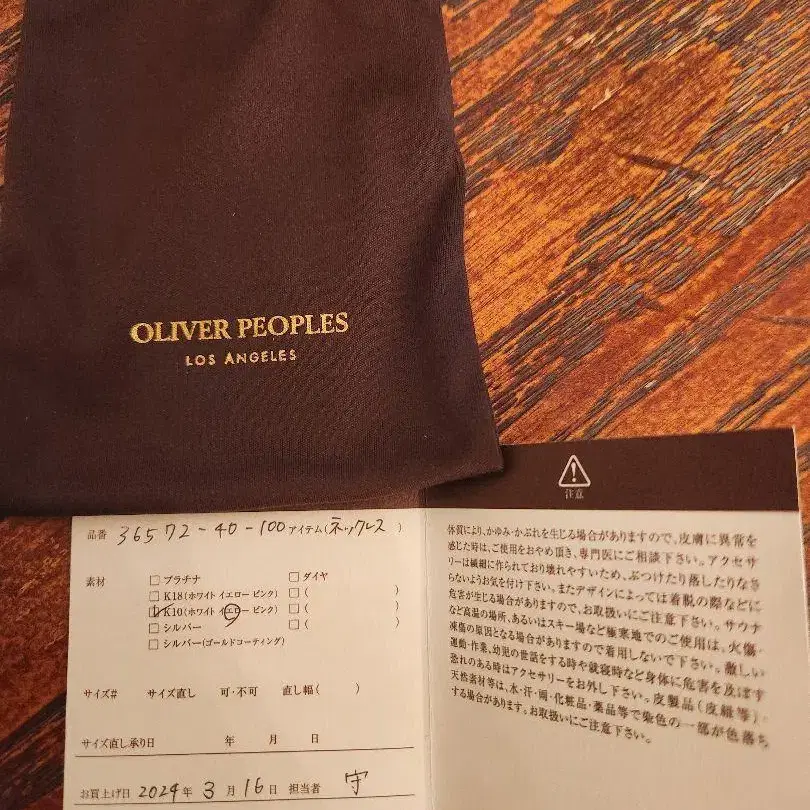 OLIVER PEOPLES
LOS ANGELES
品番 36572-40-100 アイテム(ネックレス )
素材 □プラチナ □ダイヤ
□K18(ホワイト イエロー ピンク) □( )
□K10(ホワイト イエロー ピンク) □( )
□シルバー □( )
□シルバー(ゴールドコーティング)
サイズ# サイズ直し 可・不可 直し幅( )
サイズ直し承り日 年 月 日
お買上げ日 2024年 3月 16日 担当者 守
注意
体質により、かゆみ・かぶれを生じる場合がありますので、皮膚に異常を
感じた時は、ご使用をおやめ頂き、専門医にご相談下さい。アクセサ
リーは繊細に作られており壊れやすいため、ぶつけたり落したりなさ
らないようお気を付け下さい。またデザインによっては着脱の際などに
危害が生じる場合がありますので、お取扱いにご注意下さい。サウナ
など高温の場所、あるいはスキー場など極寒地でのご使用は、火傷・
凍傷の原因となる場合がありますので着用しないで下さい。激しい
運動・作業、幼児の世話をする時や就寝時など身体に危害を及ぼす
恐れのある時はアクセサリーをお外し下さい。皮製品(皮紐等)・
天然素材等は、水・汗・雨・化粧品・薬品等で染色の一部が色落ち
する場合があります。お取扱いにご注意下さい。